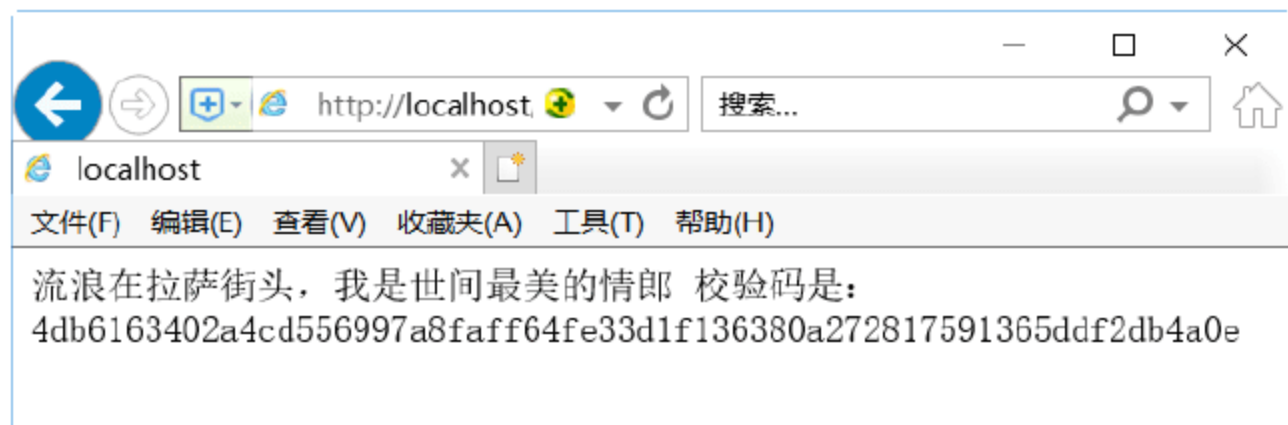 http://localhost/
搜索...
localhost
文件(F) 编辑(E) 查看(V) 收藏夹(A) 工具(T) 帮助(H)
流浪在拉萨街头，我是世间最美的情郎 校验码是：
4db6163402a4cd556997a8faff64fe33d1f136380a272817591365ddf2db4a0e